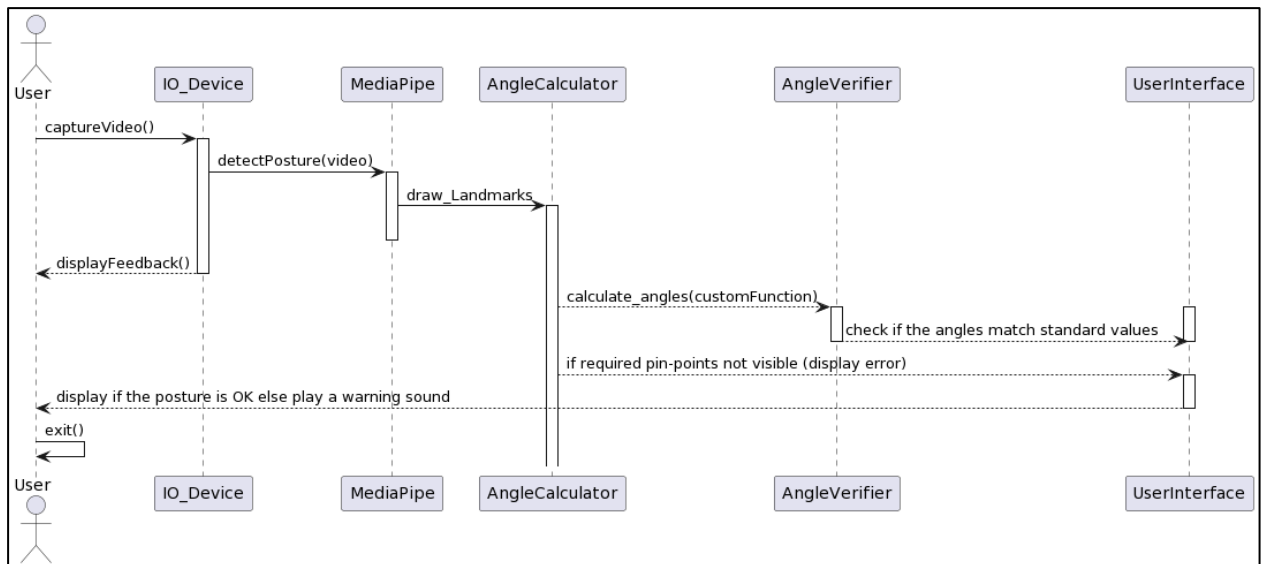 User
IO_Device
MediaPipe
AngleCalculator
AngleVerifier
UserInterface
captureVideo()
detectPosture(video)
draw_Landmarks
displayFeedback()
calculate_angles(customFunction)
check if the angles match standard values
if required pin-points not visible (display error)
display if the posture is OK else play a warning sound
exit()
User
IO_Device
MediaPipe
AngleCalculator
AngleVerifier
UserInterface